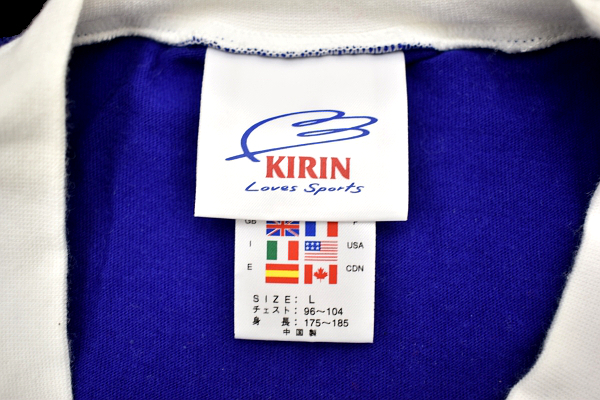 KIRIN
Loves Sports
GB F
I USA
E CDN
SIZE: L
チェスト: 96～104
身 長: 175～185
中国製